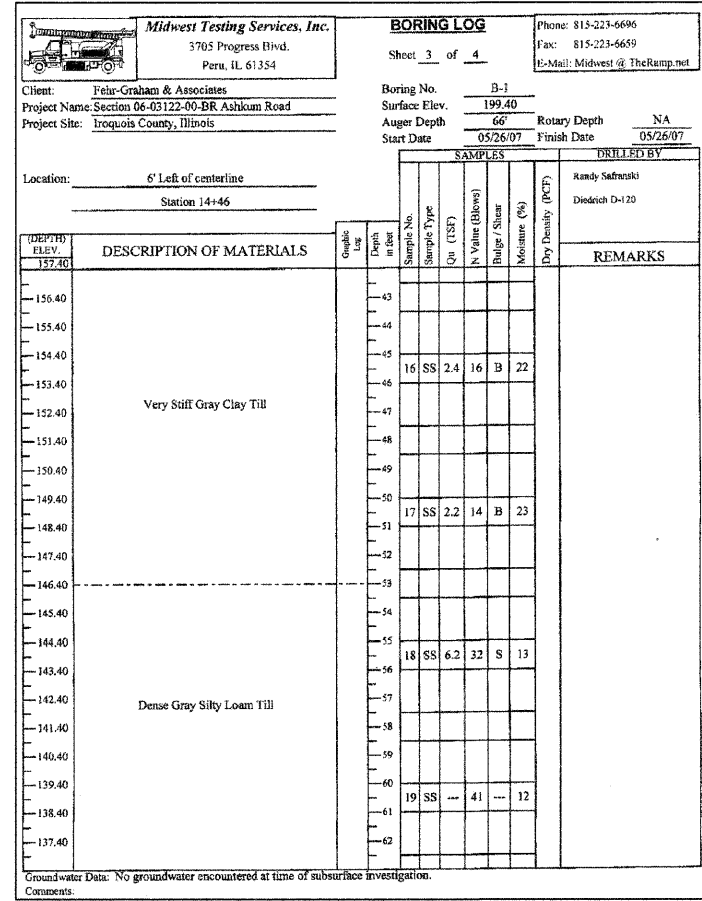 Midwest Testing Services, Inc.
3705 Progress Blvd.
Peru, IL 61354
BORING LOG
Sheet 3 of 4
Phone: 815-223-6696
Fax: 815-223-6659
E-Mail: Midwest @ TheRamp.net
Client: Fehr-Graham & Associates
Project Name: Section 06-03122-00-BR Ashkum Road
Project Site: Iroquois County, Illinois
Boring No. B-1
Surface Elev. 199.40
Auger Depth 66' Rotary Depth NA
Start Date 05/26/07 Finish Date 05/26/07
Location: 6' Left of centerline
Station 14+46
SAMPLES
DRILLED BY
Randy Safranski
Diedrich D-120
(DEPTH)
ELEV.
157.40
DESCRIPTION OF MATERIALS
Graphic Log
Depth in feet
Sample No.
Sample Type
Qu (TSF)
N Value (Blows)
Bulge / Shear
Moisture (%)
Dry Density (PCF)
REMARKS
156.40 43
155.40 44
154.40 45
16 SS 2.4 16 B 22
153.40 46
Very Stiff Gray Clay Till
152.40 47
151.40 48
150.40 49
149.40 50
17 SS 2.2 14 B 23
148.40 51
147.40 52
146.40 53
145.40 54
144.40 55
18 SS 6.2 32 S 13
143.40 56
142.40 57
Dense Gray Silty Loam Till
141.40 58
140.40 59
139.40 60
19 SS --- 41 --- 12
138.40 61
137.40 62
Groundwater Data: No groundwater encountered at time of subsurface investigation.
Comments: